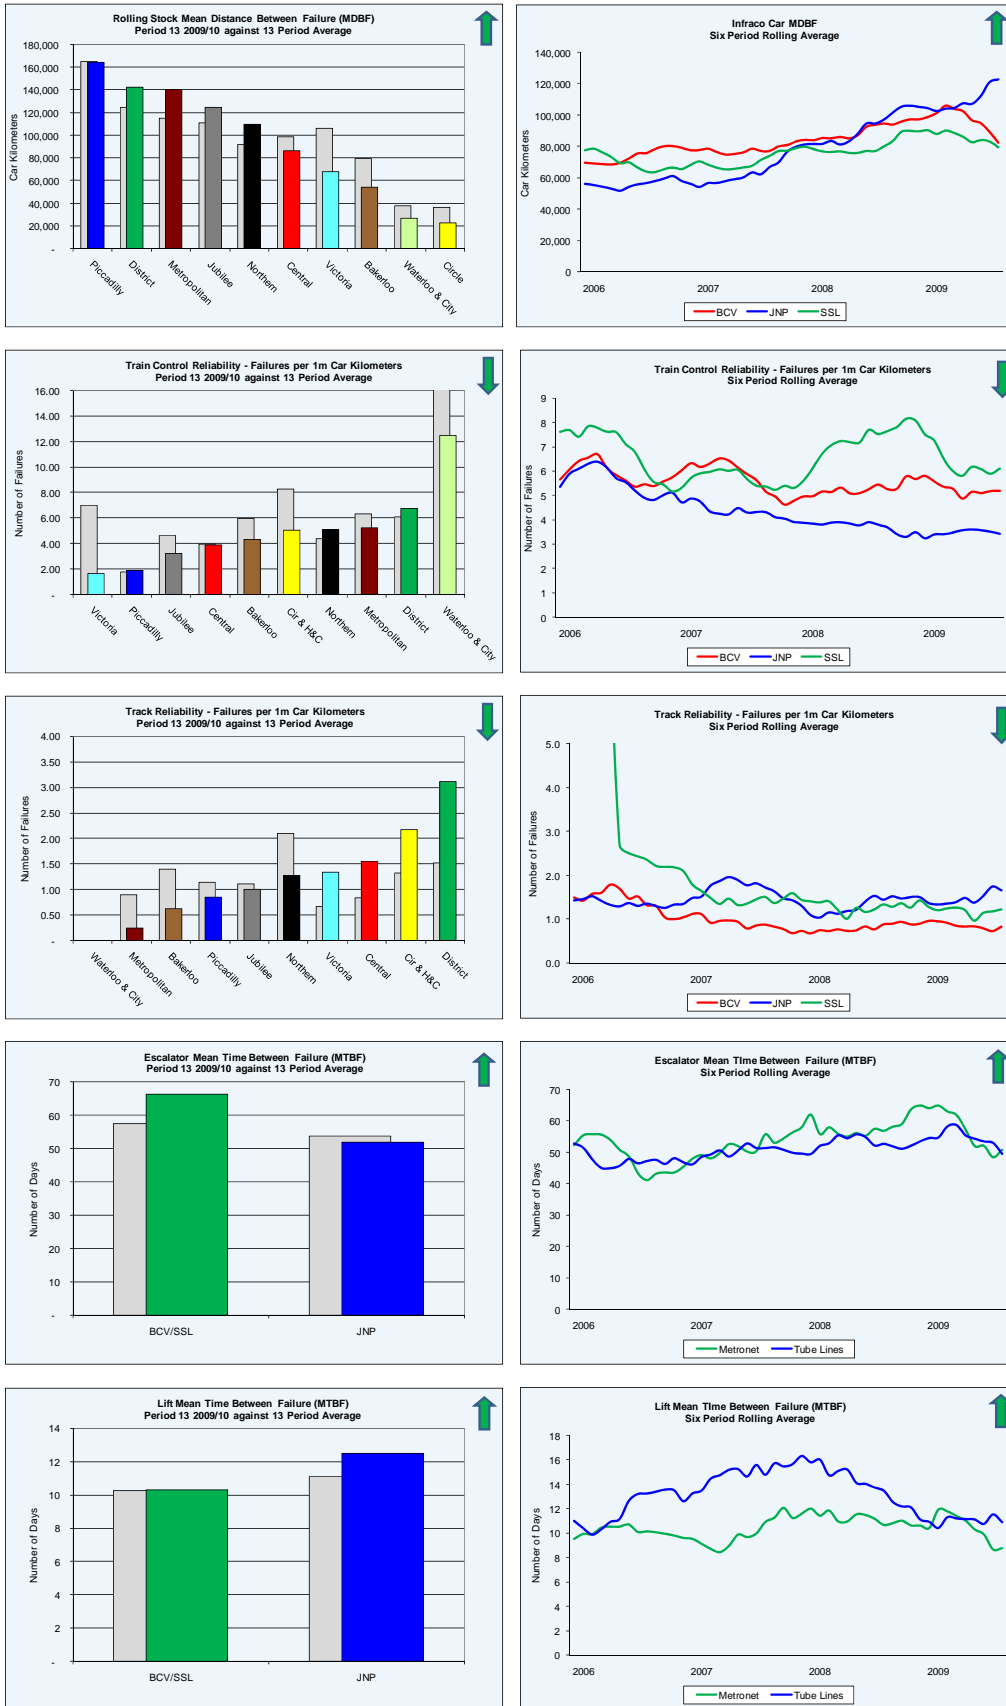 Rolling Stock Mean Distance Between Failure (MDBF)
Period 13 2009/10 against 13 Period Average
Car Kilometers
180,000
160,000
140,000
120,000
100,000
80,000
60,000
40,000
20,000
-
Piccadilly
District
Metropolitan
Jubilee
Northern
Central
Victoria
Bakerloo
Waterloo & City
Circle
Infraco Car MDBF
Six Period Rolling Average
Car Kilometers
140,000
120,000
100,000
80,000
60,000
40,000
20,000
0
2006
2007
2008
2009
BCV
JNP
SSL
Train Control Reliability - Failures per 1m Car Kilometers
Period 13 2009/10 against 13 Period Average
Number of Failures
16.00
14.00
12.00
10.00
8.00
6.00
4.00
2.00
-
Victoria
Piccadilly
Jubilee
Central
Bakerloo
Cir & H&C
Northern
Metropolitan
District
Waterloo & City
Train Control Reliability - Failures per 1m Car Kilometers
Six Period Rolling Average
Number of Failures
9
8
7
6
5
4
3
2
1
0
2006
2007
2008
2009
BCV
JNP
SSL
Track Reliability - Failures per 1m Car Kilometers
Period 13 2009/10 against 13 Period Average
Number of Failures
4.00
3.50
3.00
2.50
2.00
1.50
1.00
0.50
-
Waterloo & City
Metropolitan
Bakerloo
Piccadilly
Jubilee
Northern
Victoria
Central
Cir & H&C
District
Track Reliability - Failures per 1m Car Kilometers
Six Period Rolling Average
Number of Failures
5.0
4.0
3.0
2.0
1.0
0.0
2006
2007
2008
2009
BCV
JNP
SSL
Escalator Mean Time Between Failure (MTBF)
Period 13 2009/10 against 13 Period Average
Number of Days
70
60
50
40
30
20
10
-
BCV/SSL
JNP
Escalator Mean TIme Between Failure (MTBF)
Six Period Rolling Average
Number of Days
70
60
50
40
30
20
10
0
2006
2007
2008
2009
Metronet
Tube Lines
Lift Mean Time Between Failure (MTBF)
Period 13 2009/10 against 13 Period Average
Number of Days
14
12
10
8
6
4
2
-
BCV/SSL
JNP
Lift Mean TIme Between Failure (MTBF)
Six Period Rolling Average
Number of Days
18
16
14
12
10
8
6
4
2
0
2006
2007
2008
2009
Metronet
Tube Lines